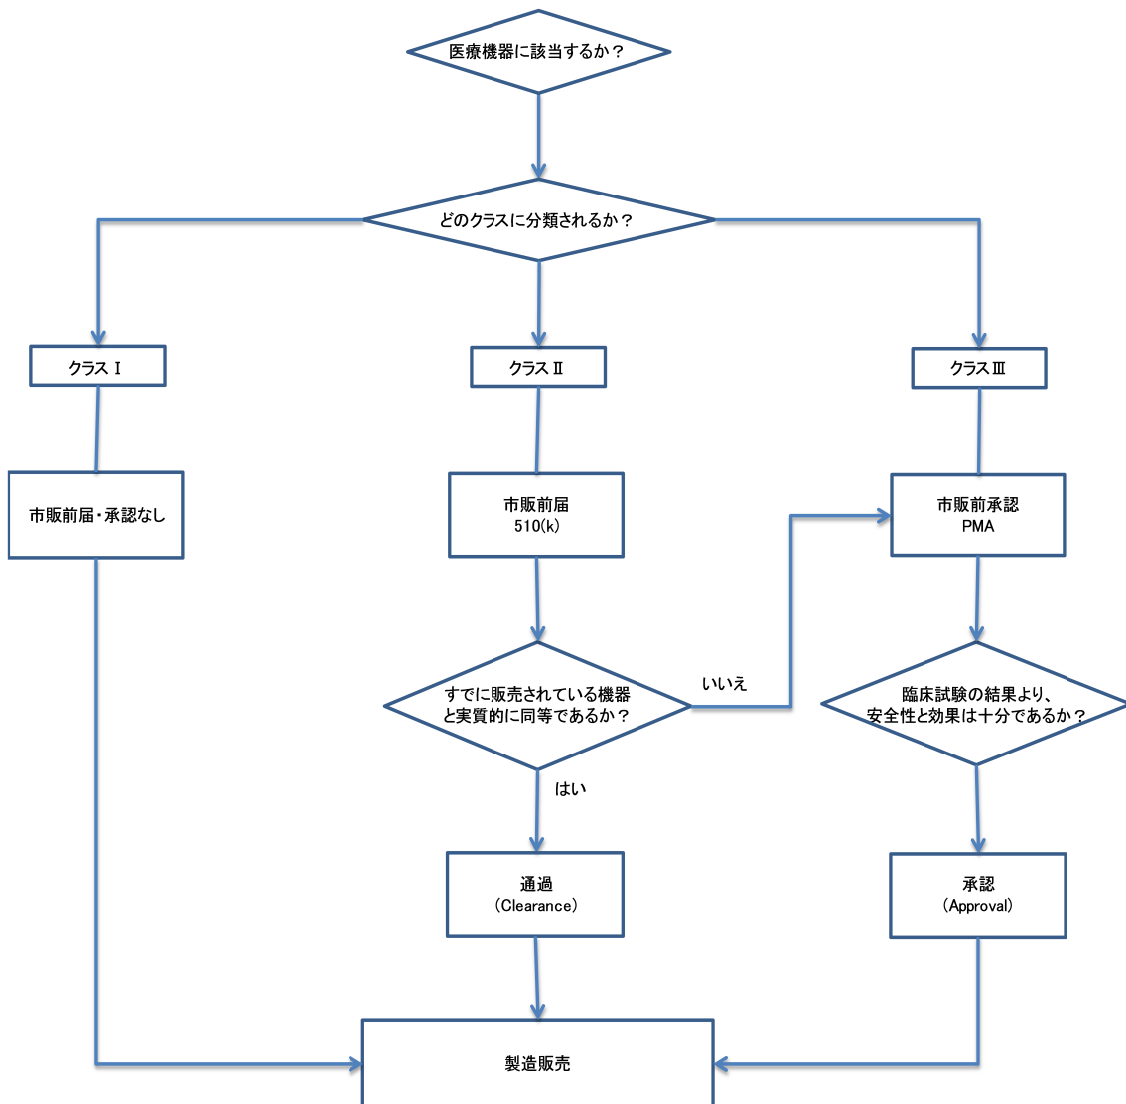 医療機器に該当するか？
どのクラスに分類されるか？
クラスⅠ
クラスⅡ
クラスⅢ
市販前届・承認なし
市販前届
510(k)
市販前承認
PMA
すでに販売されている機器
と実質的に同等であるか？
いいえ
臨床試験の結果より、
安全性と効果は十分であるか？
はい
通過
(Clearance)
承認
(Approval)
製造販売